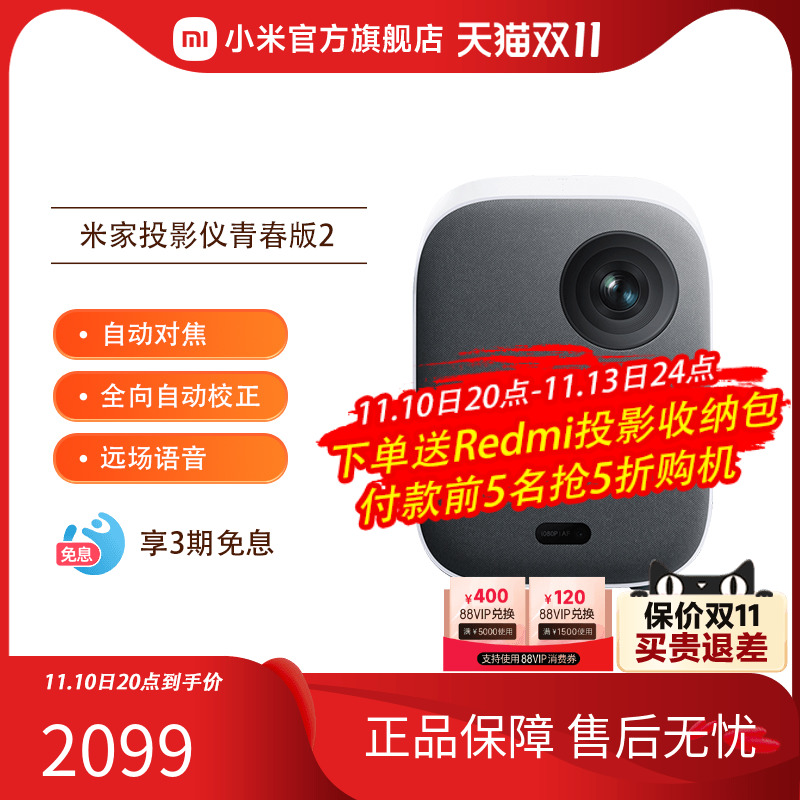 小米官方旗舰店 天猫双11
米家投影仪青春版2
• 自动对焦
• 全向自动校正
• 远场语音
免息 享3期免息
11.10日20点-11.13日24点
下单送Redmi投影收纳包
付款前5名抢5折购机
¥400
88VIP兑换
满¥5000使用
¥120
88VIP兑换
满¥1500使用
支持使用88VIP消费券
保价双11
买贵退差
11.10日20点到手价
2099
正品保障 售后无忧